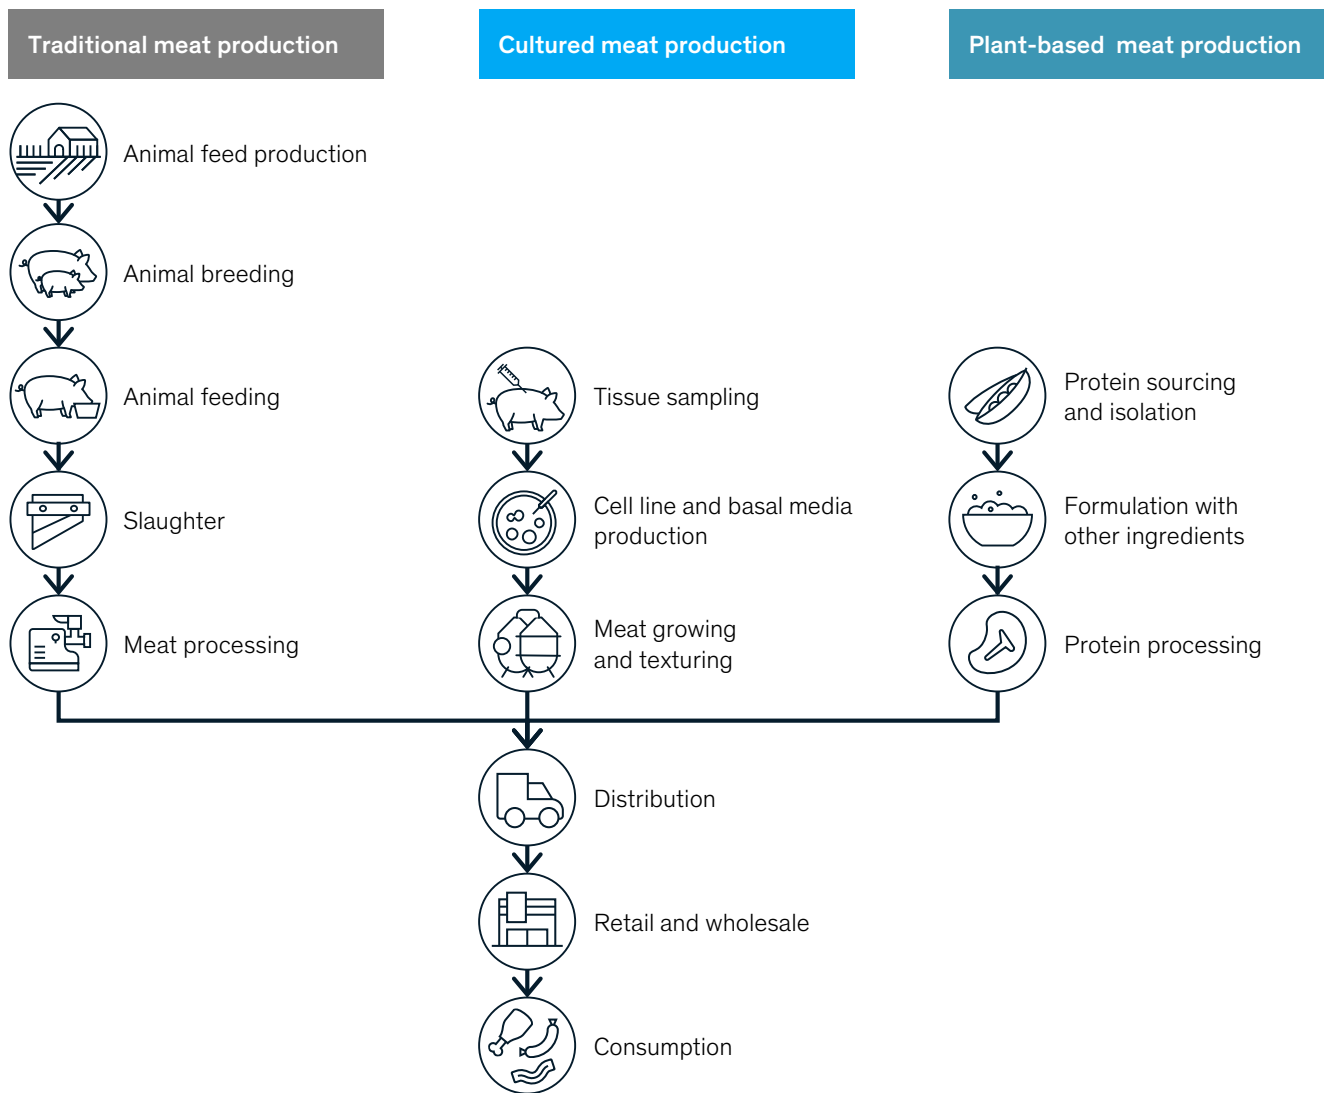 Traditional meat production
Cultured meat production
Plant-based meat production
Animal feed production
Animal breeding
Animal feeding
Slaughter
Meat processing
Tissue sampling
Cell line and basal media
production
Meat growing
and texturing
Protein sourcing
and isolation
Formulation with
other ingredients
Protein processing
Distribution
Retail and wholesale
Consumption